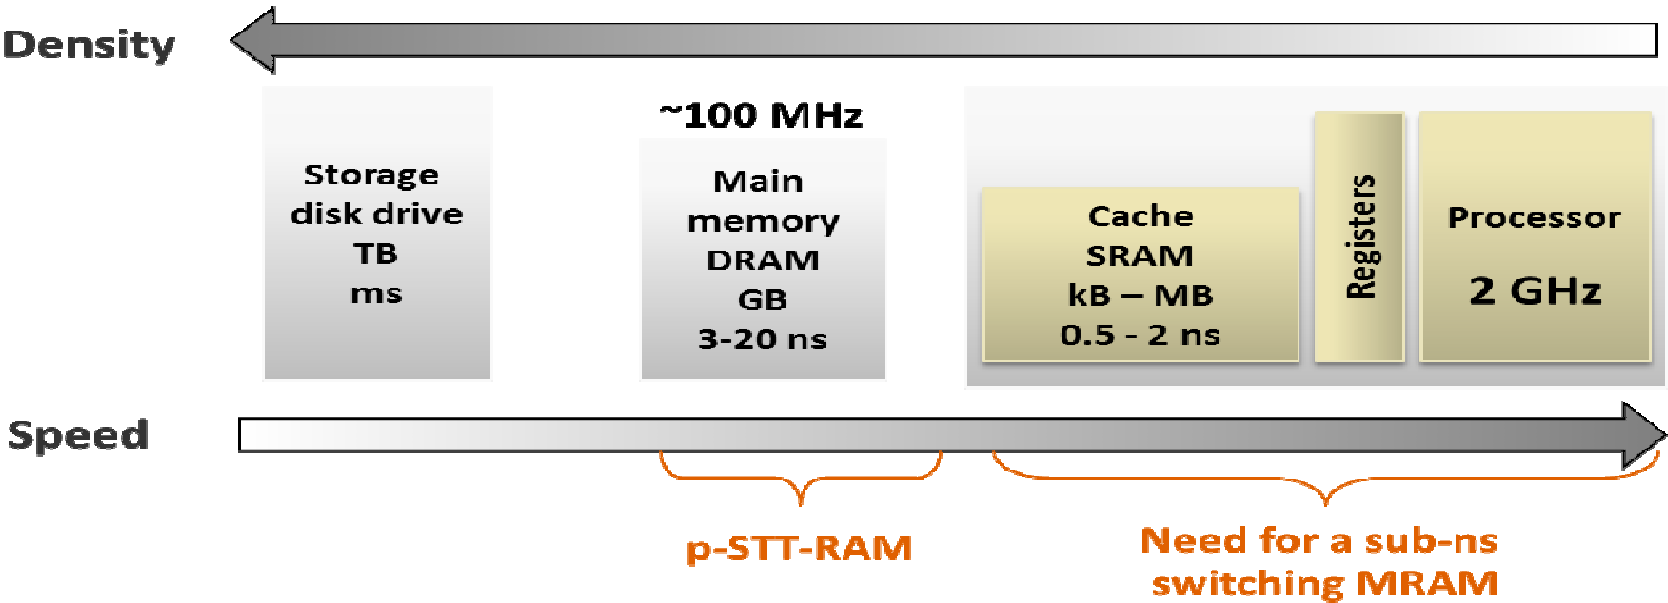 Density
Storage
disk drive
TB
ms
~100 MHz
Main
memory
DRAM
GB
3-20 ns
Cache
SRAM
kB – MB
0.5 - 2 ns
Registers
Processor
2 GHz
Speed
p-STT-RAM
Need for a sub-ns
switching MRAM